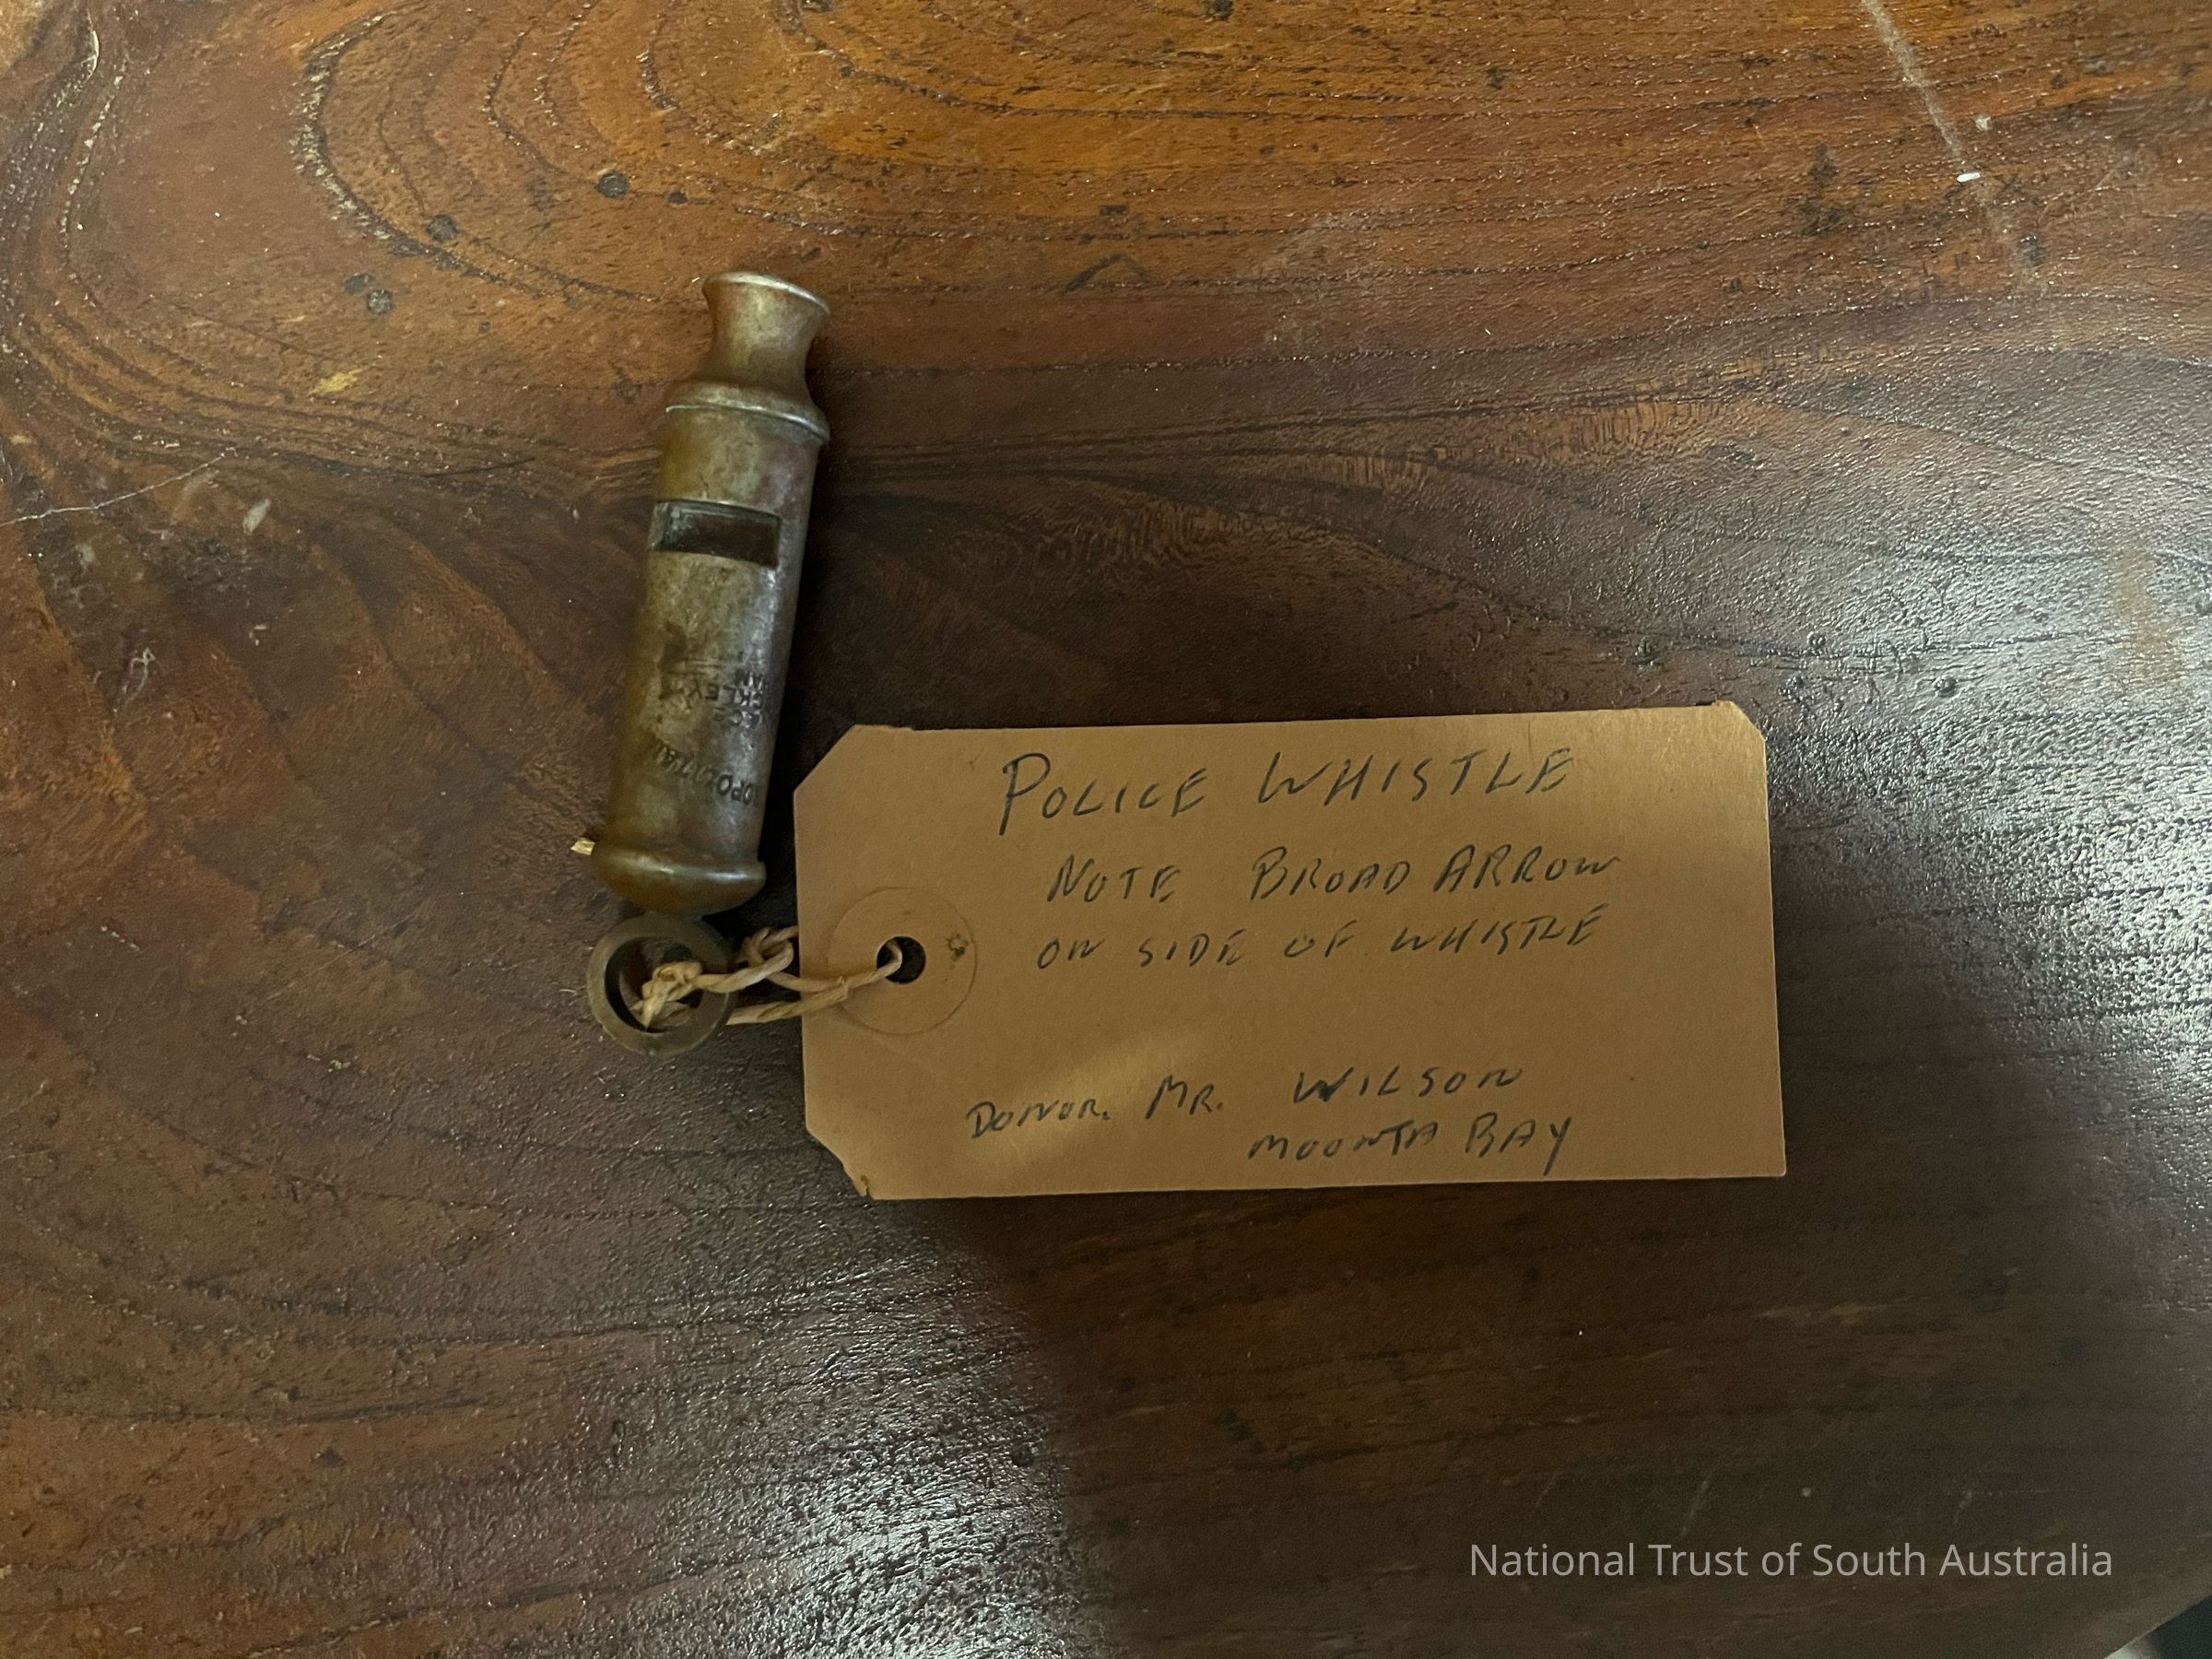 POLICE WHISTLE
NOTE BROAD ARROW
ON SIDE OF WHISTLE
DONOR. MR. WILSON
MOONTA BAY
National Trust of South Australia